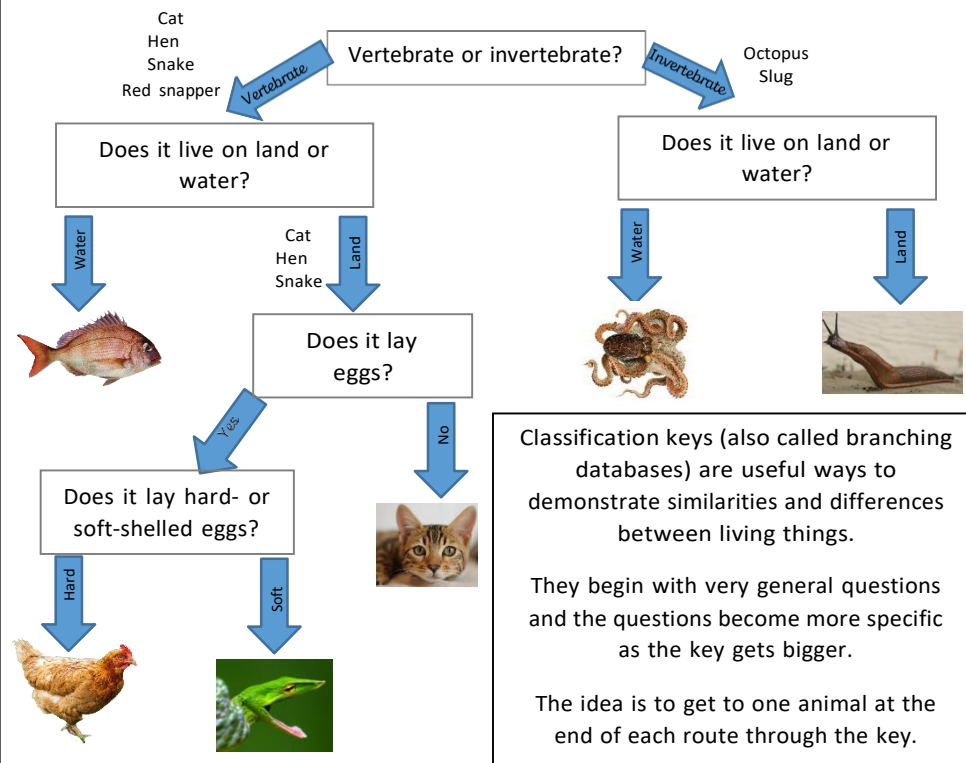 Cat
Hen
Snake
Red snapper
Vertebrate
Vertebrate or invertebrate?
Invertebrate
Octopus
Slug
Does it live on land or
water?
Does it live on land or
water?
Water
Cat
Hen
Snake
Land
Water
Land
Does it lay
eggs?
Yes
No
Does it lay hard- or
soft-shelled eggs?
Hard
Soft
Classification keys (also called branching
databases) are useful ways to
demonstrate similarities and differences
between living things.
They begin with very general questions
and the questions become more specific
as the key gets bigger.
The idea is to get to one animal at the
end of each route through the key.